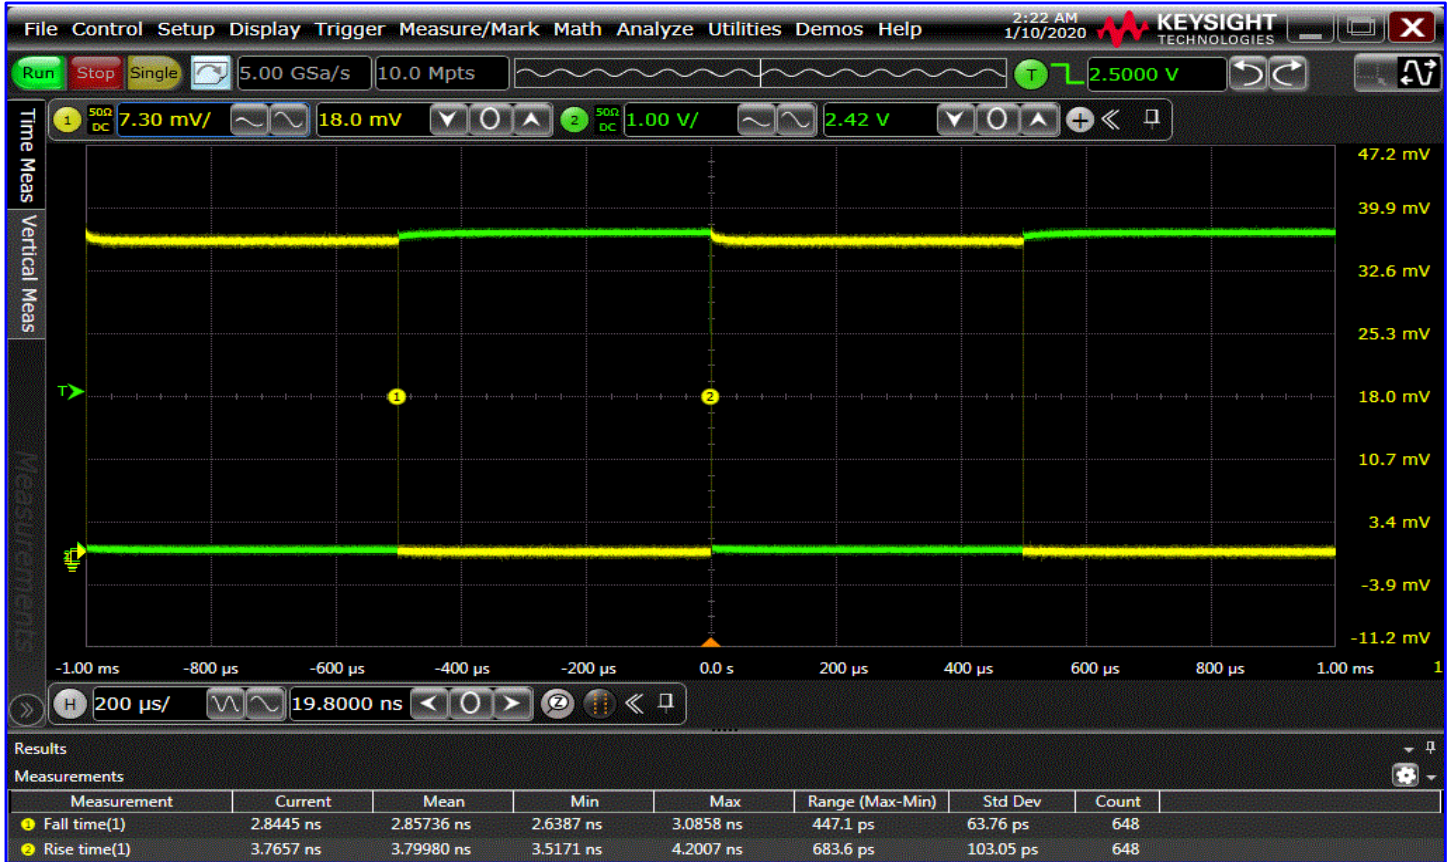 File Control Setup Display Trigger Measure/Mark Math Analyze Utilities Demos Help
2:22 AM
1/10/2020
KEYSIGHT
TECHNOLOGIES
X
Run Stop Single 5.00 GSa/s 10.0 Mpts T 2.5000 V
1 50Ω DC 7.30 mV/ 18.0 mV 0 2 50Ω DC 1.00 V/ 2.42 V 0 +
Time Meas
Vertical Meas
Measurements
47.2 mV
39.9 mV
32.6 mV
25.3 mV
T 1 2 18.0 mV
10.7 mV
3.4 mV
-3.9 mV
-11.2 mV
-1.00 ms -800 µs -600 µs -400 µs -200 µs 0.0 s 200 µs 400 µs 600 µs 800 µs 1.00 ms 1
H 200 µs/ 19.8000 ns 0 Z
Results
Measurements
Measurement Current Mean Min Max Range (Max-Min) Std Dev Count
1 Fall time(1) 2.8445 ns 2.85736 ns 2.6387 ns 3.0858 ns 447.1 ps 63.76 ps 648
2 Rise time(1) 3.7657 ns 3.79980 ns 3.5171 ns 4.2007 ns 683.6 ps 103.05 ps 648